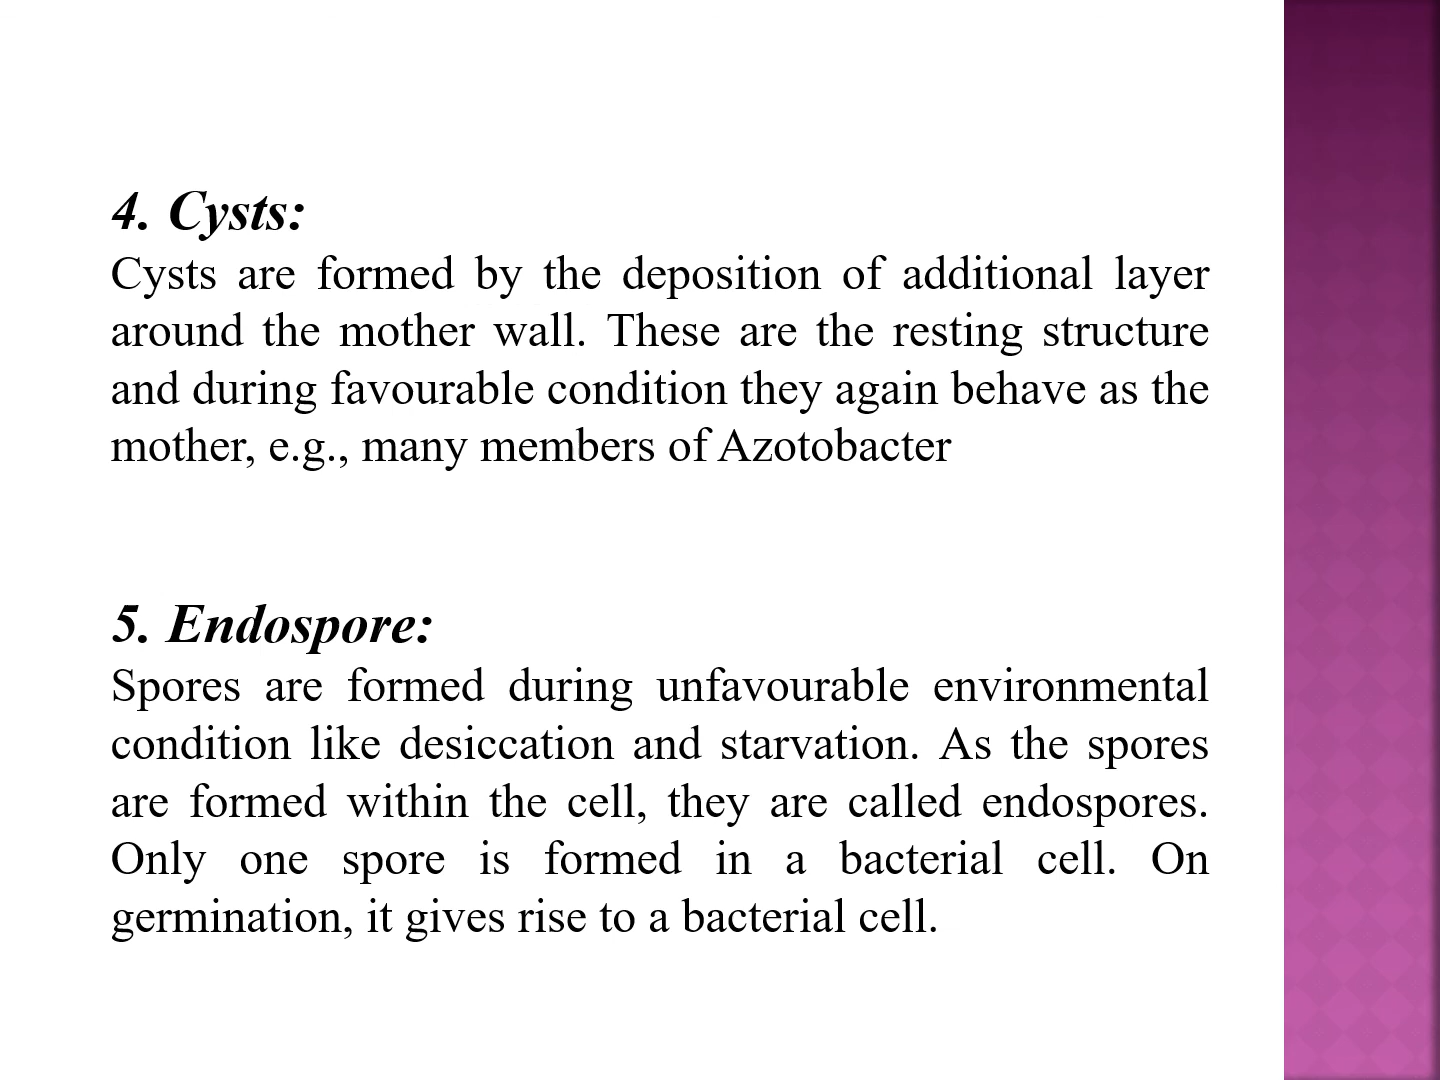 4. Cysts:
Cysts are formed by the deposition of additional layer
around the mother wall. These are the resting structure
and during favourable condition they again behave as the
mother, e.g., many members of Azotobacter
5. Endospore:
Spores are formed during unfavourable environmental
condition like desiccation and starvation. As the spores
are formed within the cell, they are called endospores.
Only one spore is formed in a bacterial cell. On
germination, it gives rise to a bacterial cell.